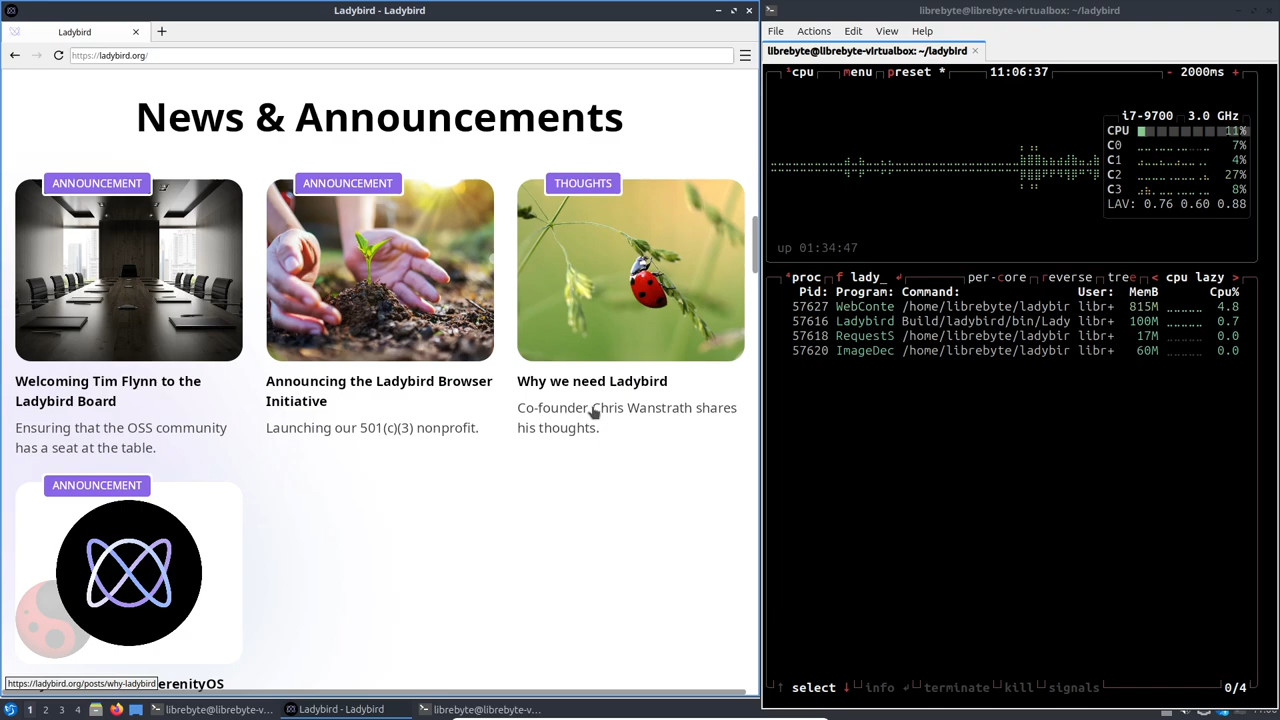 Ladybird - Ladybird
Ladybird
https://ladybird.org/
News & Announcements
ANNOUNCEMENT
Welcoming Tim Flynn to the
Ladybird Board
Ensuring that the OSS community
has a seat at the table.
ANNOUNCEMENT
Announcing the Ladybird Browser
Initiative
Launching our 501(c)(3) nonprofit.
THOUGHTS
Why we need Ladybird
Co-founder Chris Wanstrath shares
his thoughts.
ANNOUNCEMENT
https://ladybird.org/posts/why-ladybird
erenityOS
librebyte@librebyte-virtualbox: ~/ladybird
File Actions Edit View Help
librebyte@librebyte-virtualbox: ~/ladybird
¹cpu menu preset * 11:06:37 - 2000ms +
i7-9700 3.0 GHz
CPU 11%
C0 7%
C1 4%
C2 27%
C3 8%
LAV: 0.76 0.60 0.88
up 01:34:47
⁴proc f lady_ per-core reverse tree < cpu lazy >
Pid: Program: Command: User: MemB Cpu%
57627 WebConte /home/librebyte/ladybir libr+ 815M 4.8
57616 Ladybird Build/ladybird/bin/Lady libr+ 100M 0.7
57618 RequestS /home/librebyte/ladybir libr+ 17M 0.0
57620 ImageDec /home/librebyte/ladybir libr+ 60M 0.0
↑ select ↓ info terminate kill signals 0/4
1 2 3 4 librebyte@librebyte-v... Ladybird - Ladybird librebyte@librebyte-v...